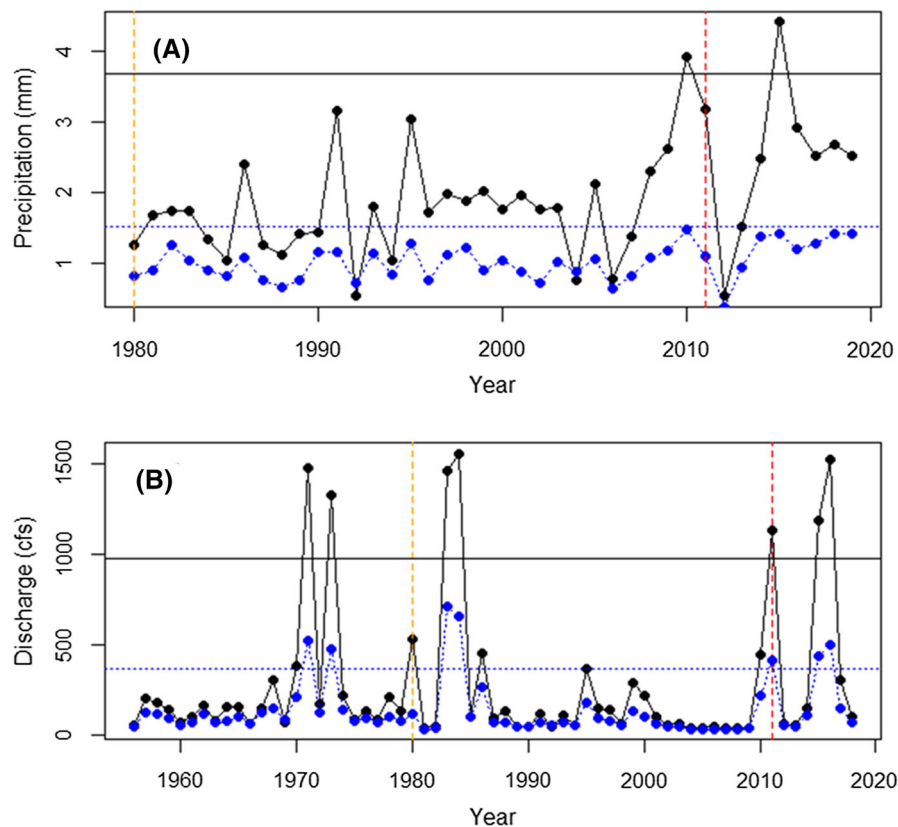 (A)
Precipitation (mm)
4
3
2
1
1980 1990 2000 2010 2020
Year
(B)
Discharge (cfs)
1500
1000
500
0
1960 1970 1980 1990 2000 2010 2020
Year